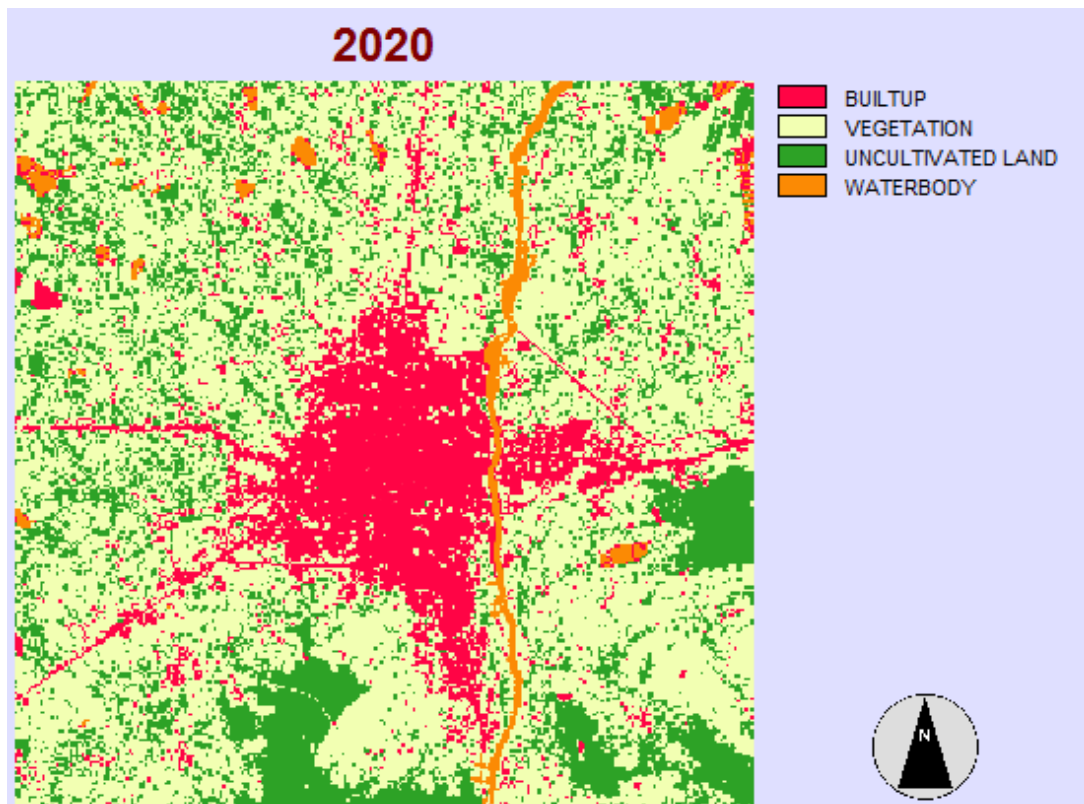 2020
BUILTUP
VEGETATION
UNCULTIVATED LAND
WATERBODY
N